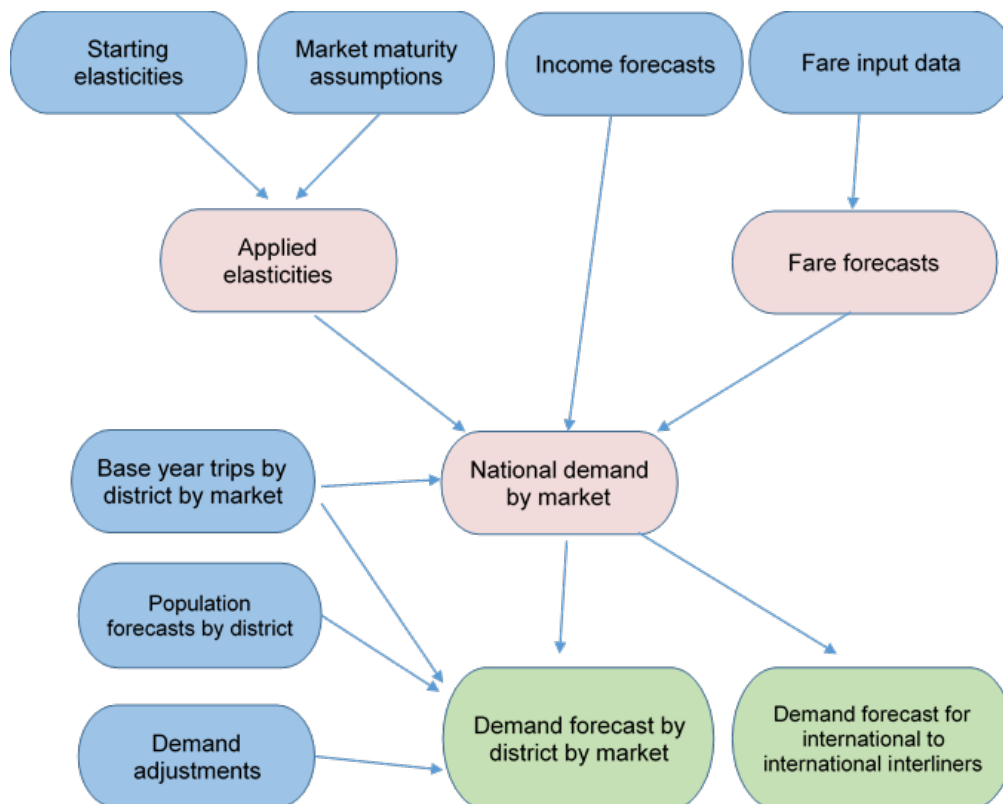 Starting
elasticities
Market maturity
assumptions
Income forecasts
Fare input data
Applied
elasticities
Fare forecasts
Base year trips by
district by market
National demand
by market
Population
forecasts by district
Demand
adjustments
Demand forecast by
district by market
Demand forecast for
international to
international interliners